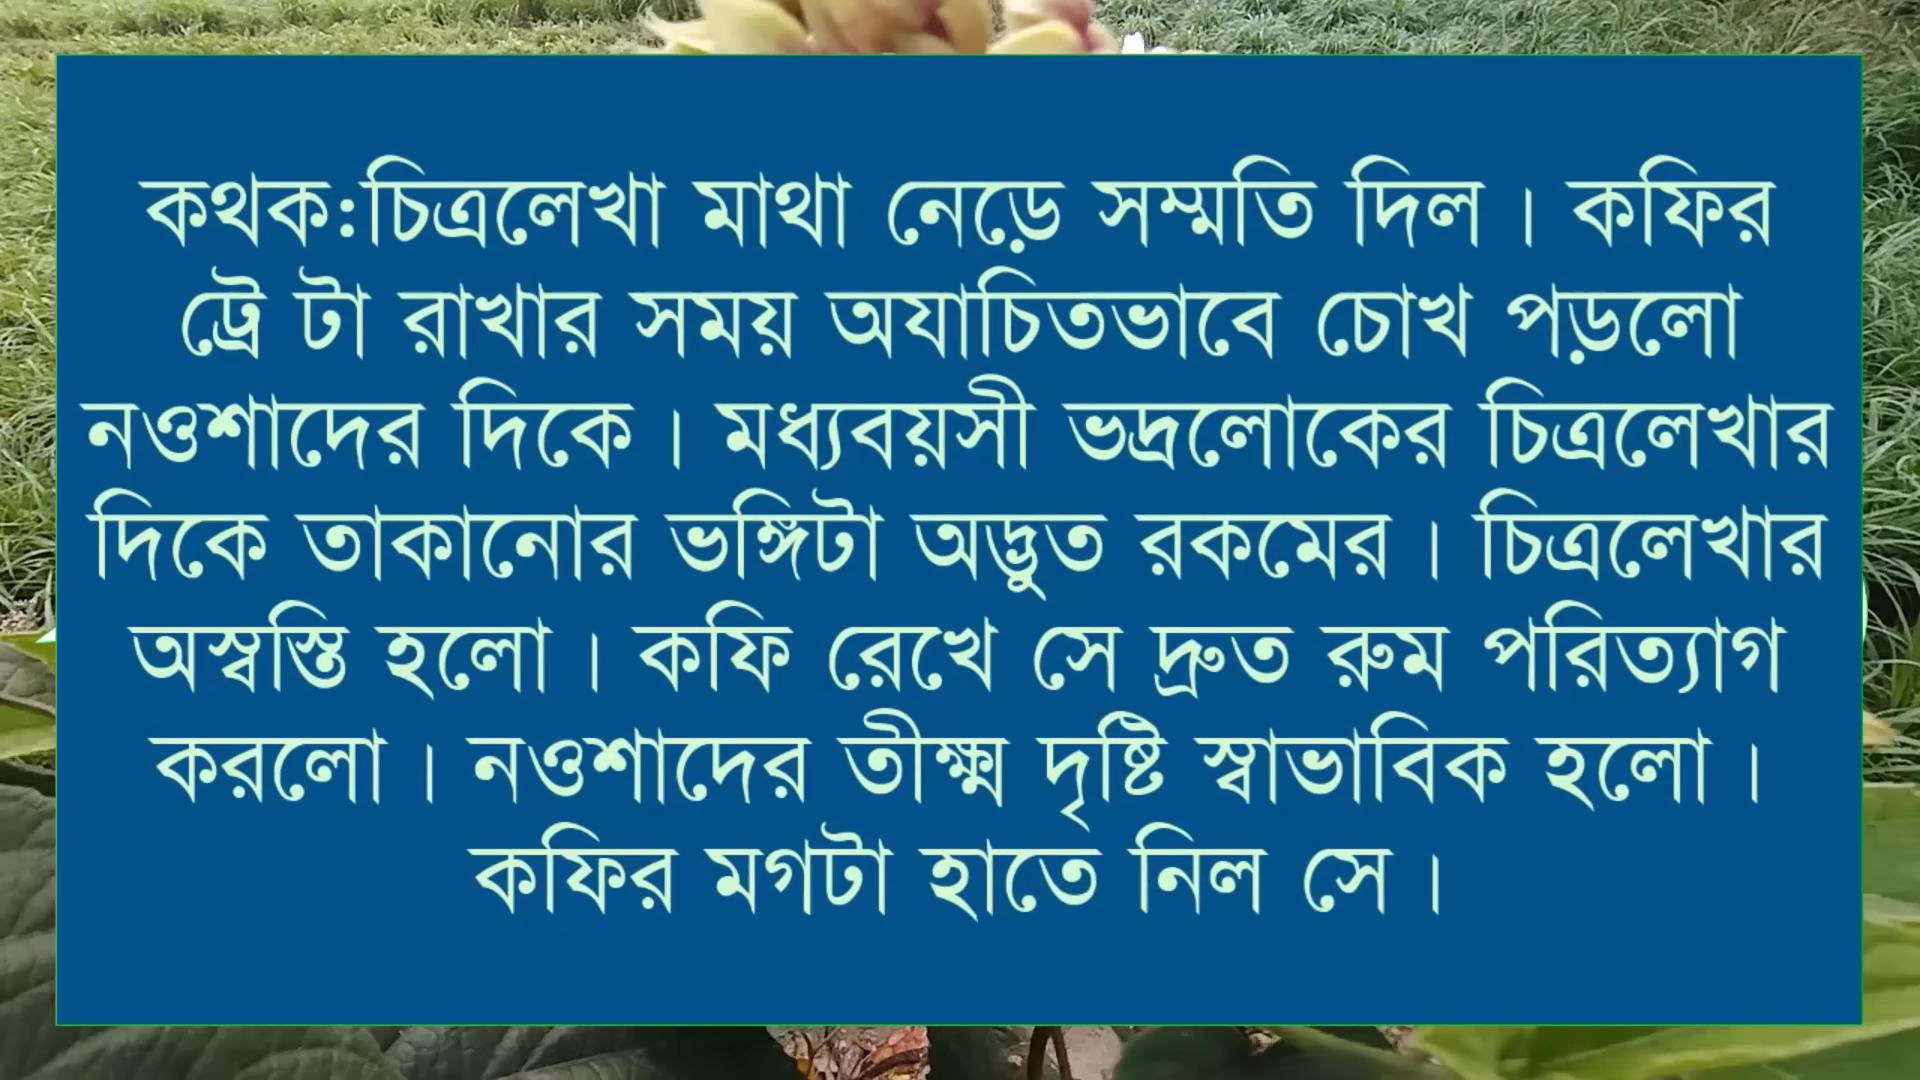 কথক:চিত্রলেখা মাথা নেড়ে সম্মতি দিল । কফির
ট্রে টা রাখার সময় অযাচিতভাবে চোখ পড়লো
নওশাদের দিকে । মধ্যবয়সী ভদ্রলোকের চিত্রলেখার
দিকে তাকানোর ভঙ্গিটা অদ্ভুত রকমের । চিত্রলেখার
অস্বস্তি হলো । কফি রেখে সে দ্রুত রুম পরিত্যাগ
করলো । নওশাদের তীক্ষ্ম দৃষ্টি স্বাভাবিক হলো ।
কফির মগটা হাতে নিল সে ।